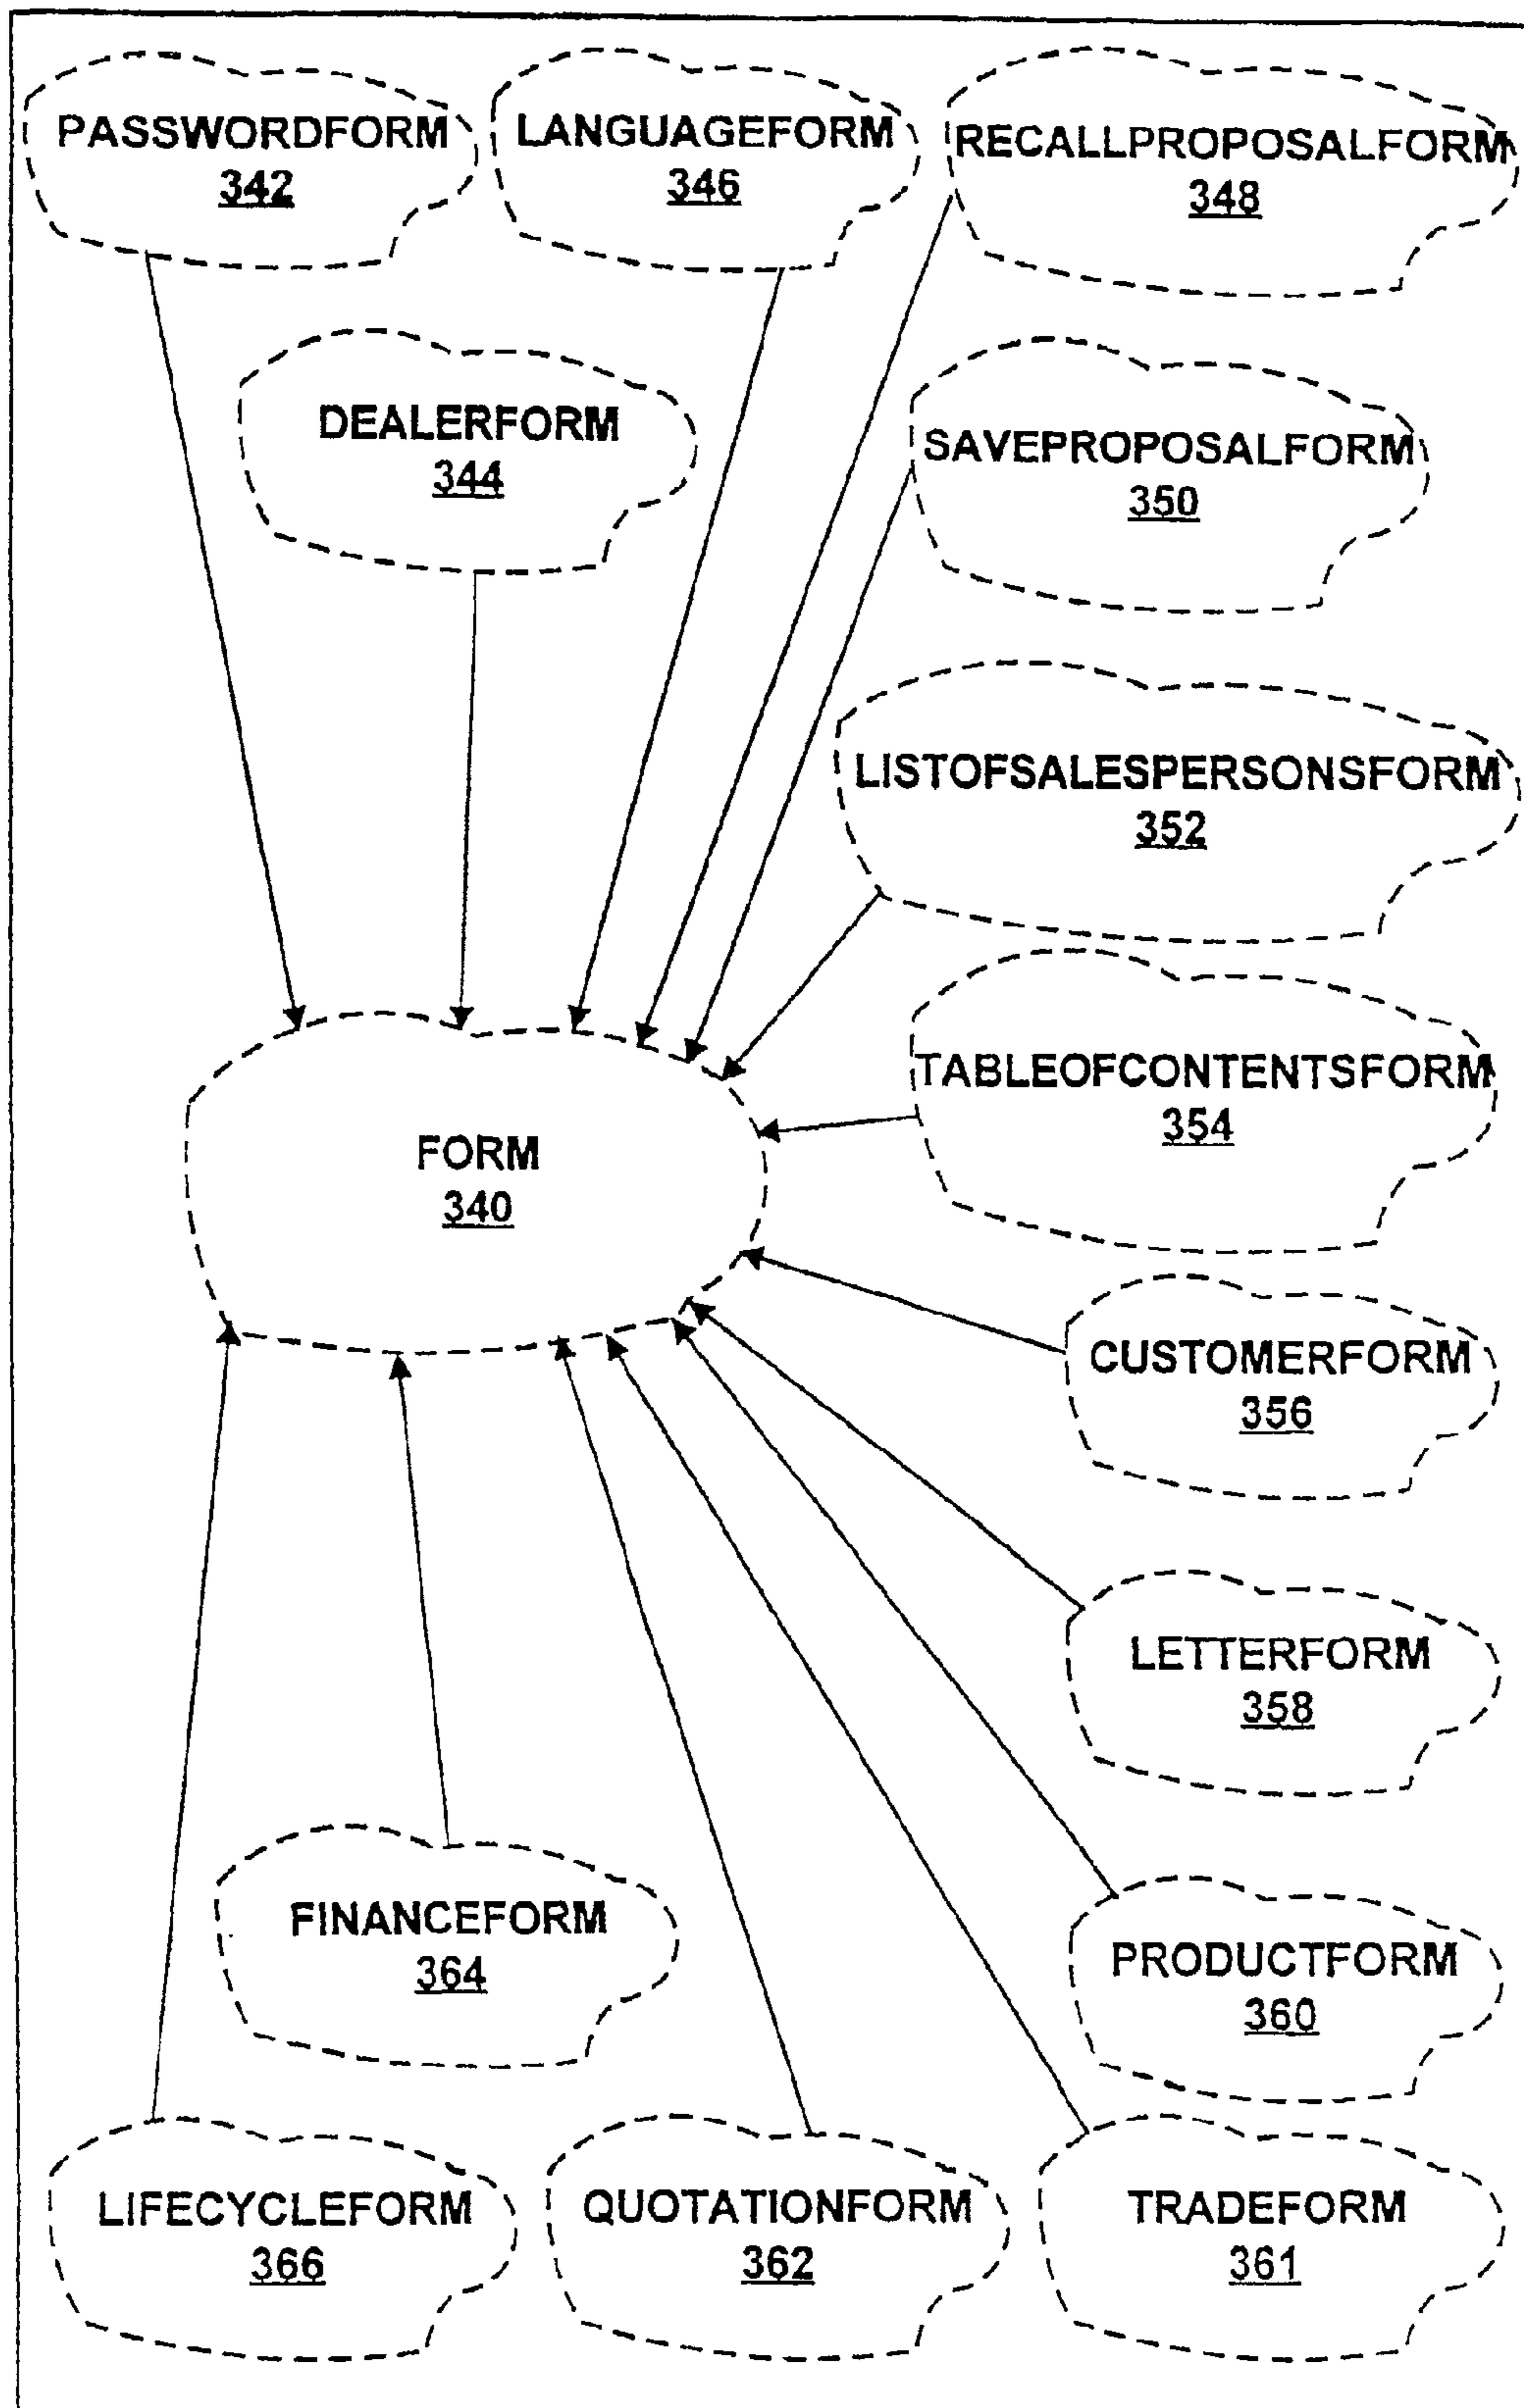 PASSWORDFORM
342
LANGUAGEFORM
346
RECALLPROPOSALFORM
348
DEALERFORM
344
SAVEPROPOSALFORM
350
LISTOFSALESPERSONSFORM
352
TABLEOFCONTENTSFORM
354
FORM
340
CUSTOMERFORM
356
LETTERFORM
358
FINANCEFORM
364
PRODUCTFORM
360
LIFECYCLEFORM
366
QUOTATIONFORM
362
TRADEFORM
361